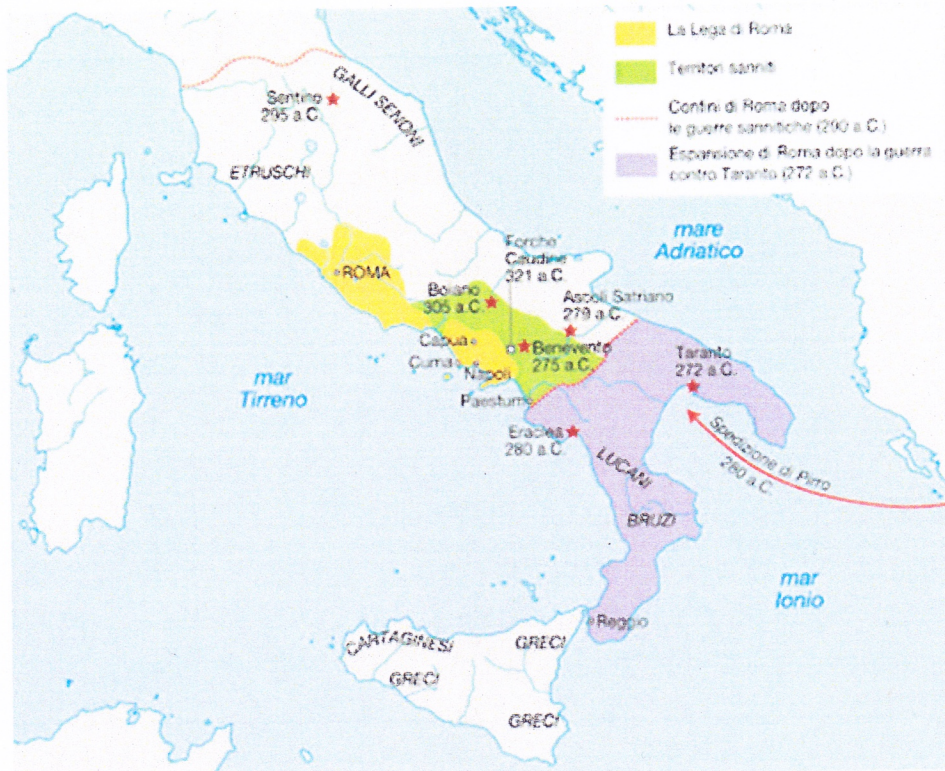 La Lega di Roma
Territori sanniti
Confini di Roma dopo
le guerre sannitiche (290 a.C.)
Espansione di Roma dopo la guerra
contro Taranto (272 a.C.)
GALLI SENONI
Sentino
295 a.C.
ETRUSCHI
mare
Adriatico
Forche
Caudine
321 a.C.
ROMA
Boiano
305 a.C.
Ascoli Satriano
279 a.C.
Capua
Cuma
Napoli
Benevento
275 a.C.
Taranto
272 a.C.
mar
Tirreno
Paestum
Eraclea
280 a.C.
LUCANI
Spedizione di Pirro
280 a.C.
BRUZI
mar
Ionio
Reggio
CARTAGINESI
GRECI
GRECI
GRECI